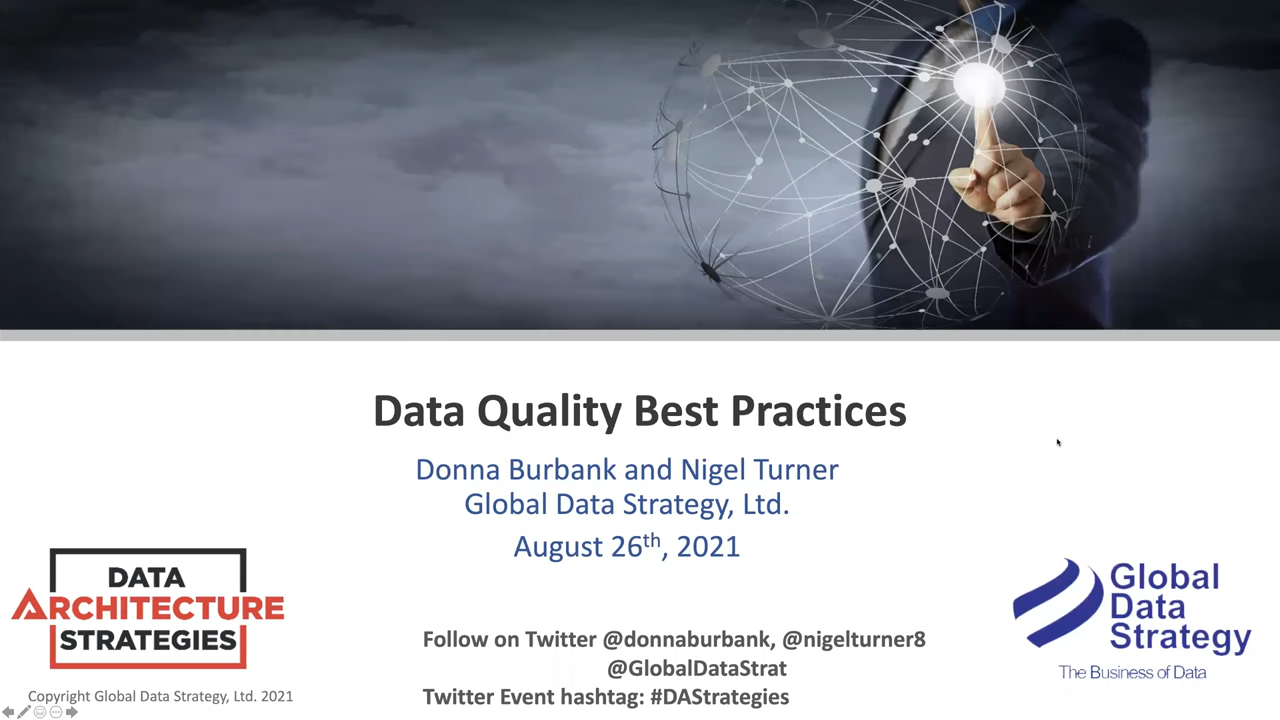 Data Quality Best Practices
Donna Burbank and Nigel Turner
Global Data Strategy, Ltd.
August 26th, 2021
DATA
ARCHITECTURE
STRATEGIES
Global
Data
Strategy
The Business of Data
Follow on Twitter @donnaburbank, @nigelturner8
@GlobalDataStrat
Twitter Event hashtag: #DAStrategies
Copyright Global Data Strategy, Ltd. 2021